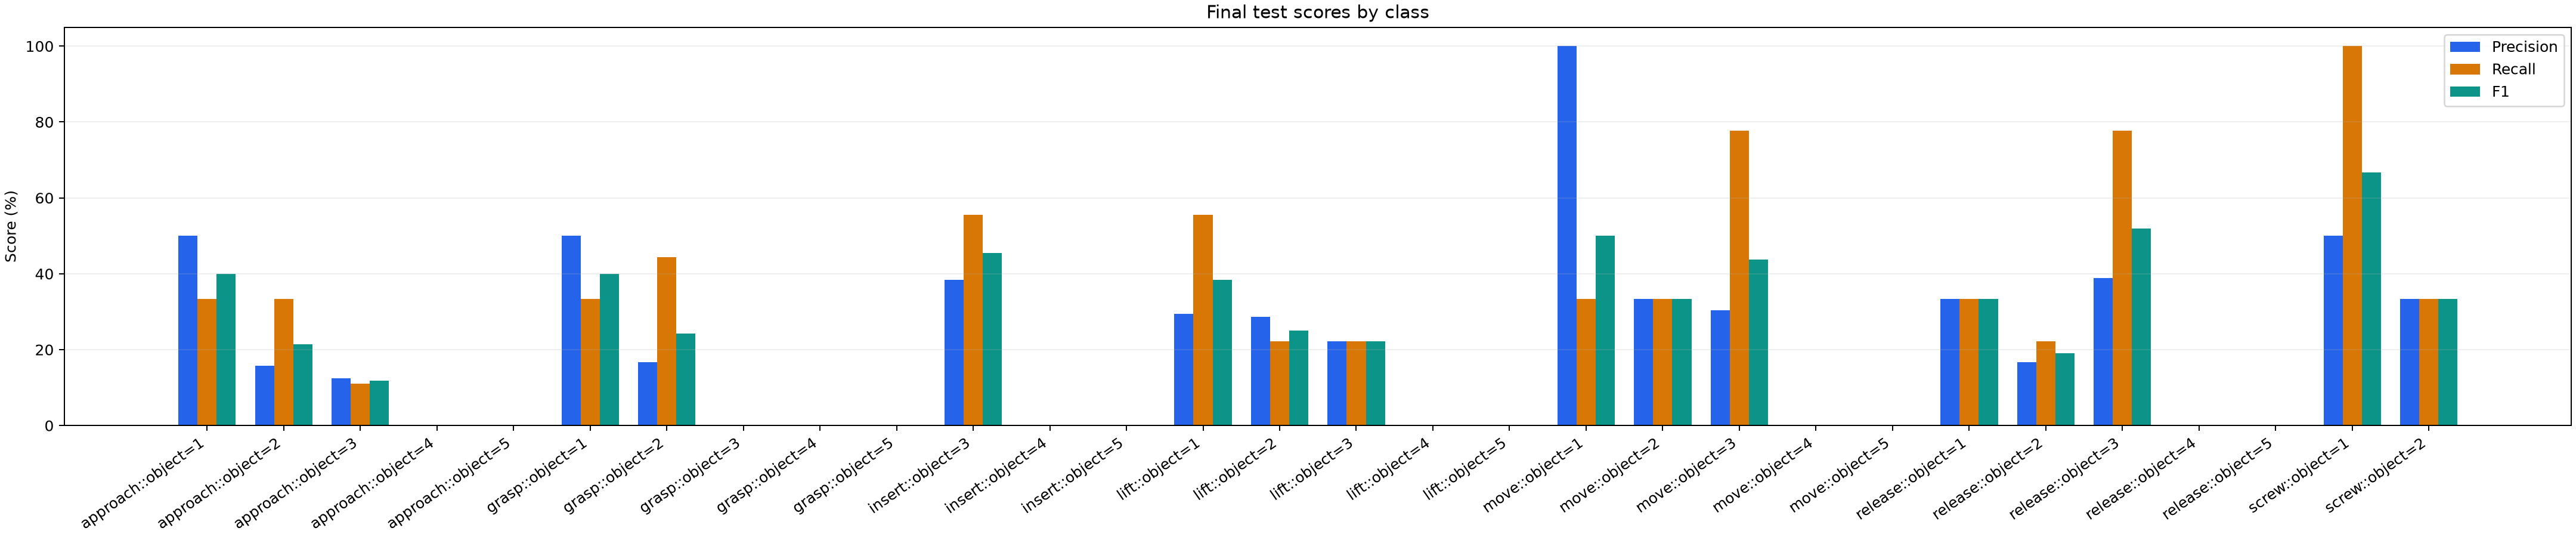 Final test scores by class
Score (%)
100
80
60
40
20
0
Precision
Recall
F1
approach::object=1
approach::object=2
approach::object=3
approach::object=4
approach::object=5
grasp::object=1
grasp::object=2
grasp::object=3
grasp::object=4
grasp::object=5
insert::object=3
insert::object=4
insert::object=5
lift::object=1
lift::object=2
lift::object=3
lift::object=4
lift::object=5
move::object=1
move::object=2
move::object=3
move::object=4
move::object=5
release::object=1
release::object=2
release::object=3
release::object=4
release::object=5
screw::object=1
screw::object=2